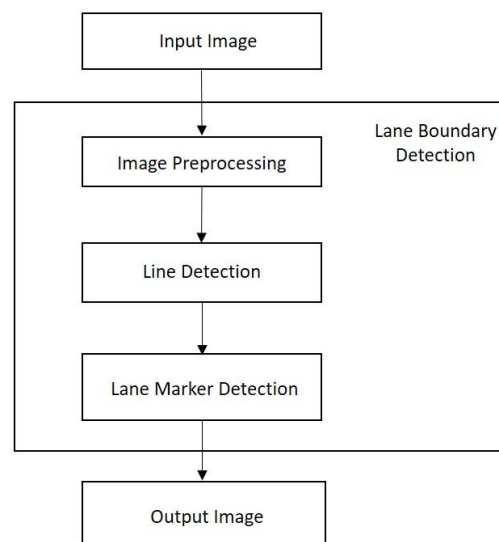 Input Image
Lane Boundary
Detection
Image Preprocessing
Line Detection
Lane Marker Detection
Output Image